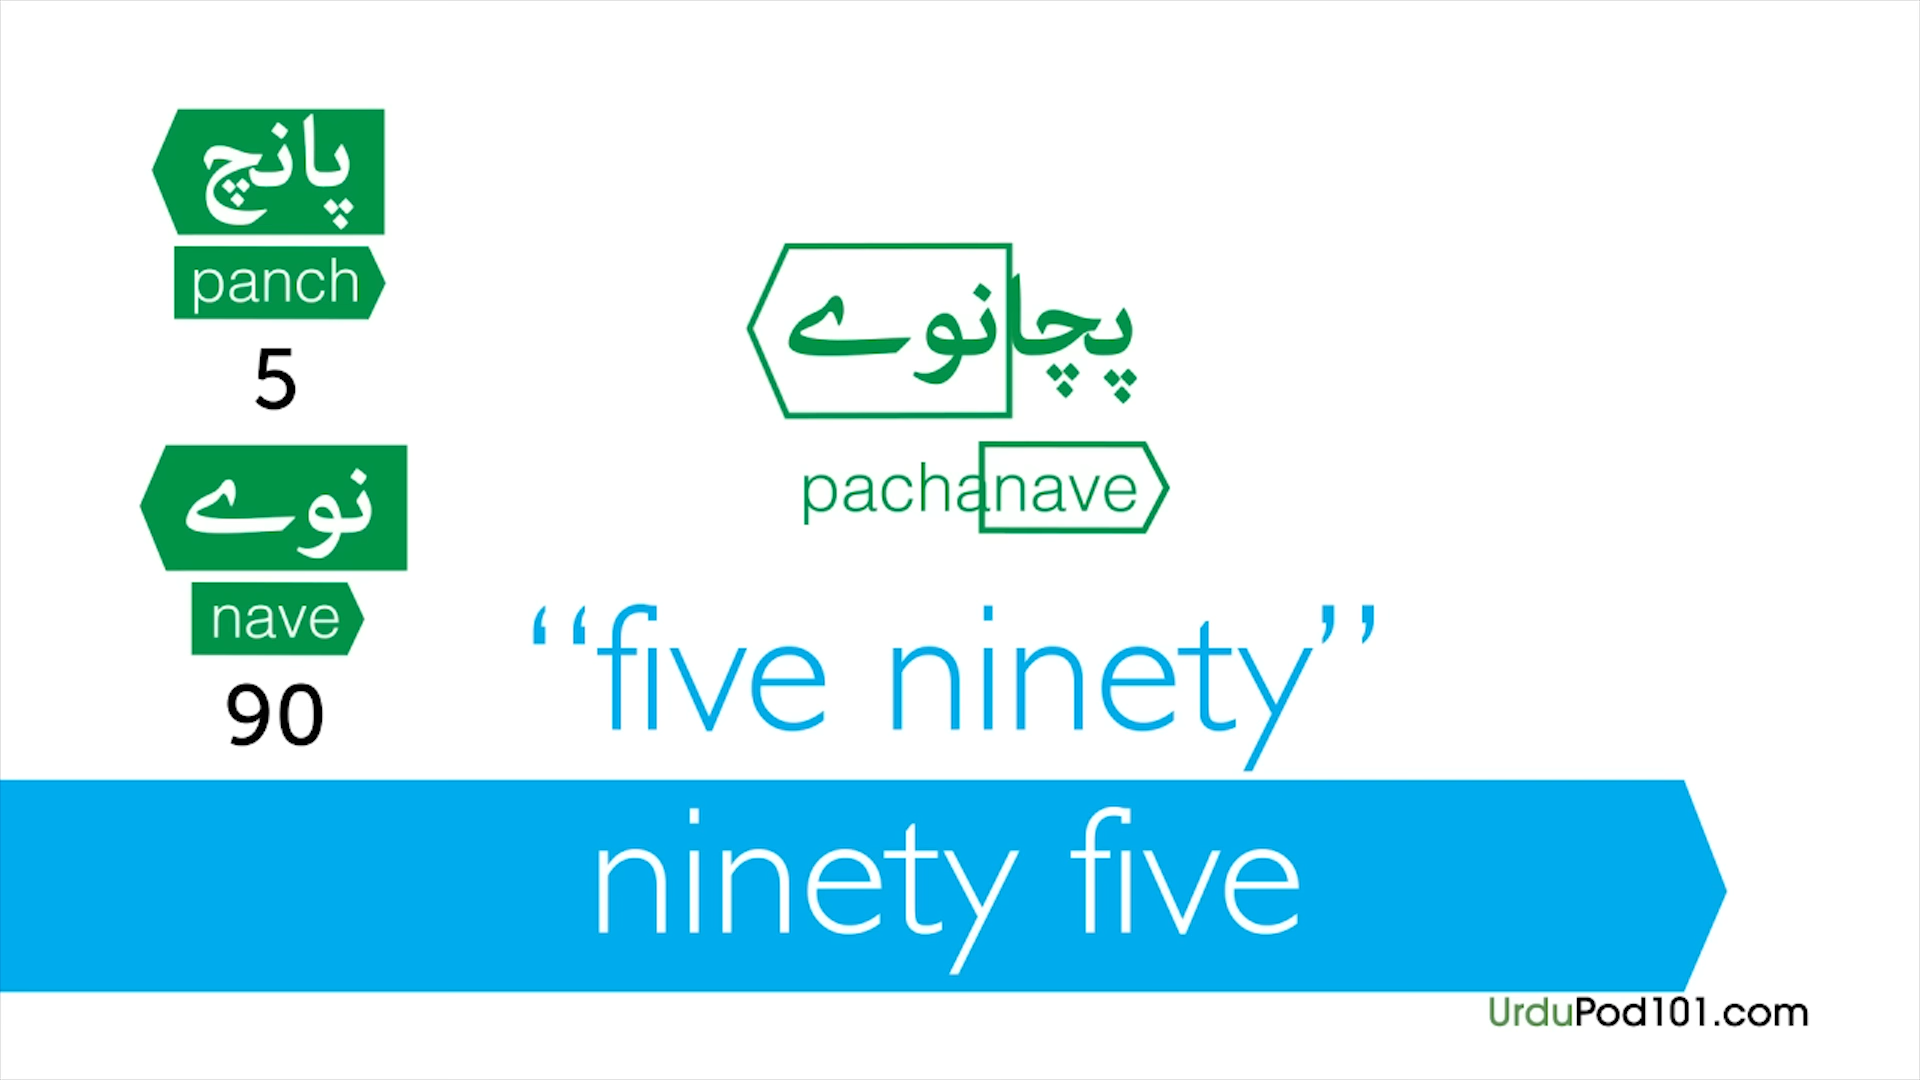 پانچ
panch
5
نوے
nave
90
پچانوے
pachanave
“five ninety”
ninety five
UrduPod101.com